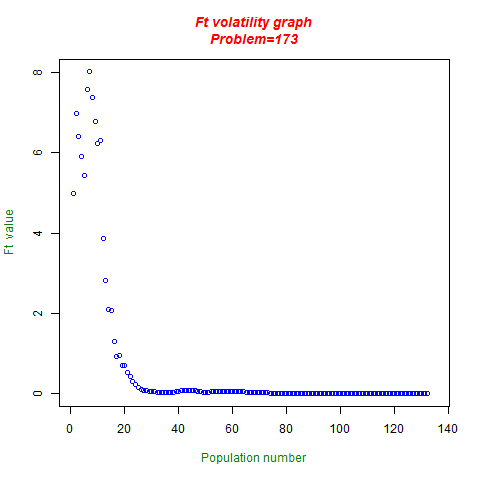 Ft volatility graph
Problem=173
8
6
4
2
0
Ft value
0 20 40 60 80 100 120 140
Population number